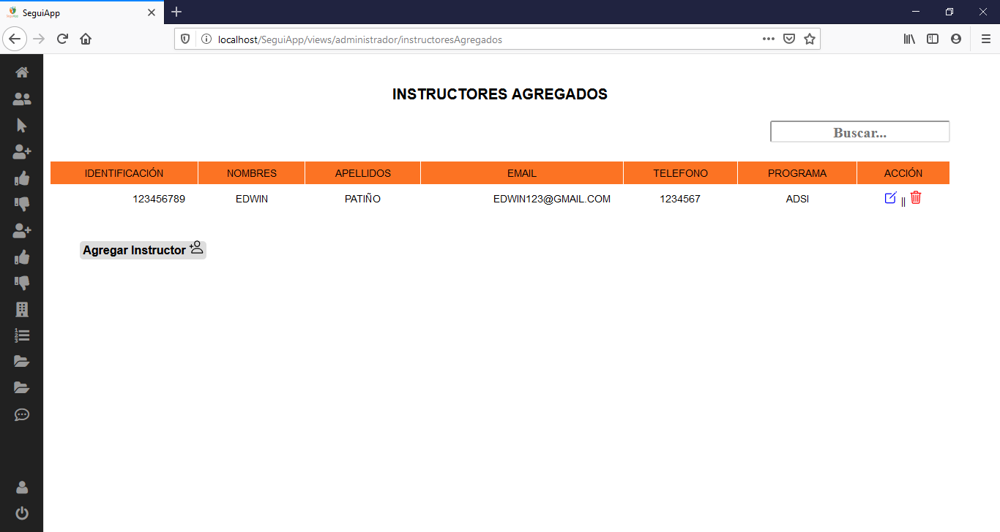 SeguiApp
localhost/SeguiApp/views/administrador/instructoresAgregados
INSTRUCTORES AGREGADOS
Buscar...
IDENTIFICACIÓN NOMBRES APELLIDOS EMAIL TELEFONO PROGRAMA ACCIÓN
123456789 EDWIN PATIÑO EDWIN123@GMAIL.COM 1234567 ADSI ||
Agregar Instructor